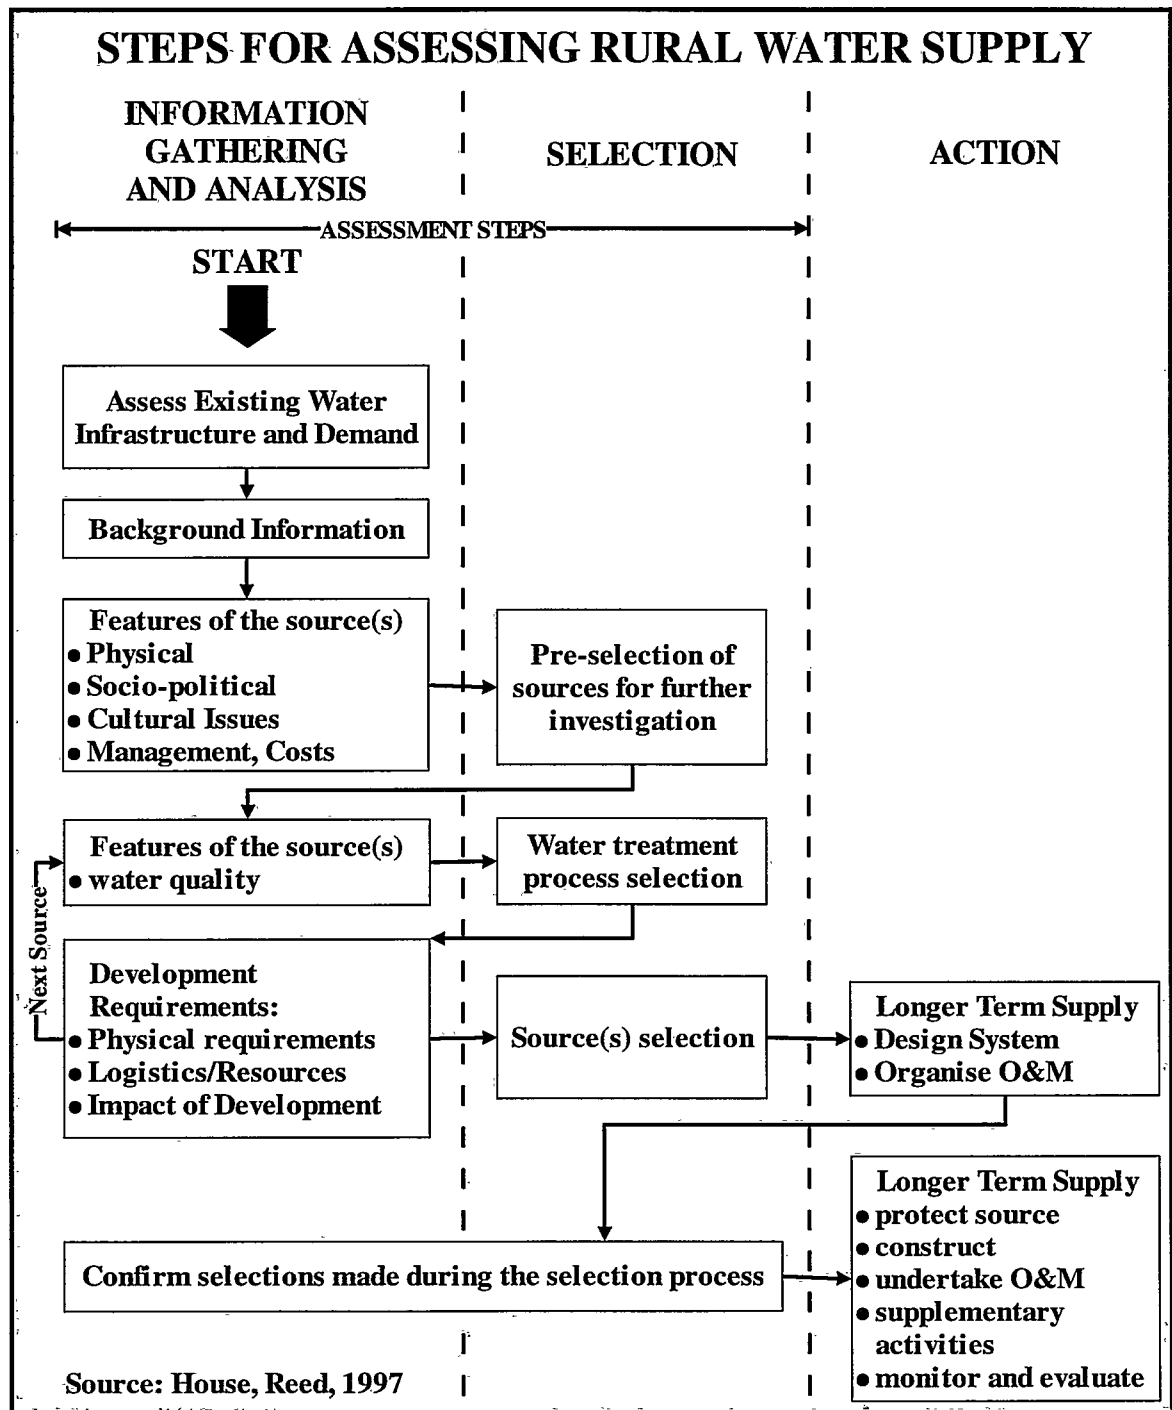 STEPS FOR ASSESSING RURAL WATER SUPPLY
INFORMATION
GATHERING
AND ANALYSIS
SELECTION
ACTION
ASSESSMENT STEPS
START
Assess Existing Water
Infrastructure and Demand
Background Information
Features of the source(s)
● Physical
● Socio-political
● Cultural Issues
● Management, Costs
Pre-selection of
sources for further
investigation
Features of the source(s)
● water quality
Water treatment
process selection
Next Source
Development
Requirements:
● Physical requirements
● Logistics/Resources
● Impact of Development
Source(s) selection
Longer Term Supply
● Design System
● Organise O&M
Confirm selections made during the selection process
Longer Term Supply
● protect source
● construct
● undertake O&M
● supplementary
activities
● monitor and evaluate
Source: House, Reed, 1997